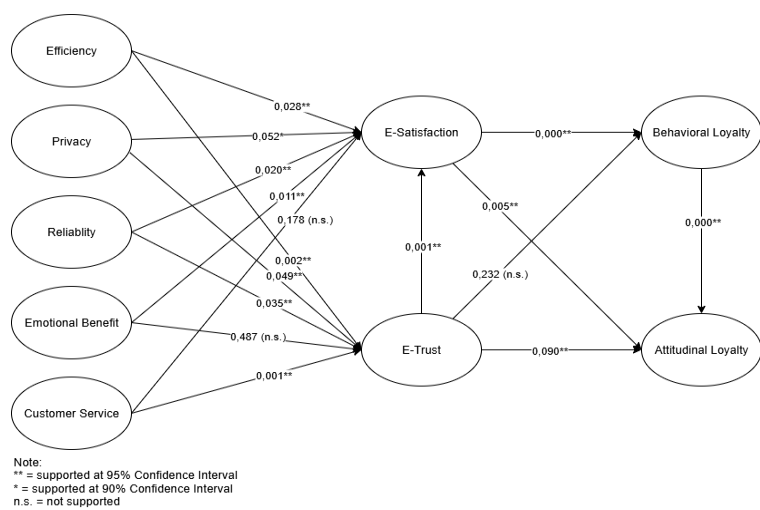 Efficiency
0,028**
Privacy
0,052*
E-Satisfaction
0,000**
Behavioral Loyalty
0,020**
0,011**
0,005**
0,178 (n.s.)
0,000**
Reliablity
0,001**
0,002**
0,232 (n.s.)
0,049**
0,035**
Emotional Benefit
0,487 (n.s.)
E-Trust
0,090**
Attitudinal Loyalty
0,001**
Customer Service
Note:
** = supported at 95% Confidence Interval
* = supported at 90% Confidence Interval
n.s. = not supported